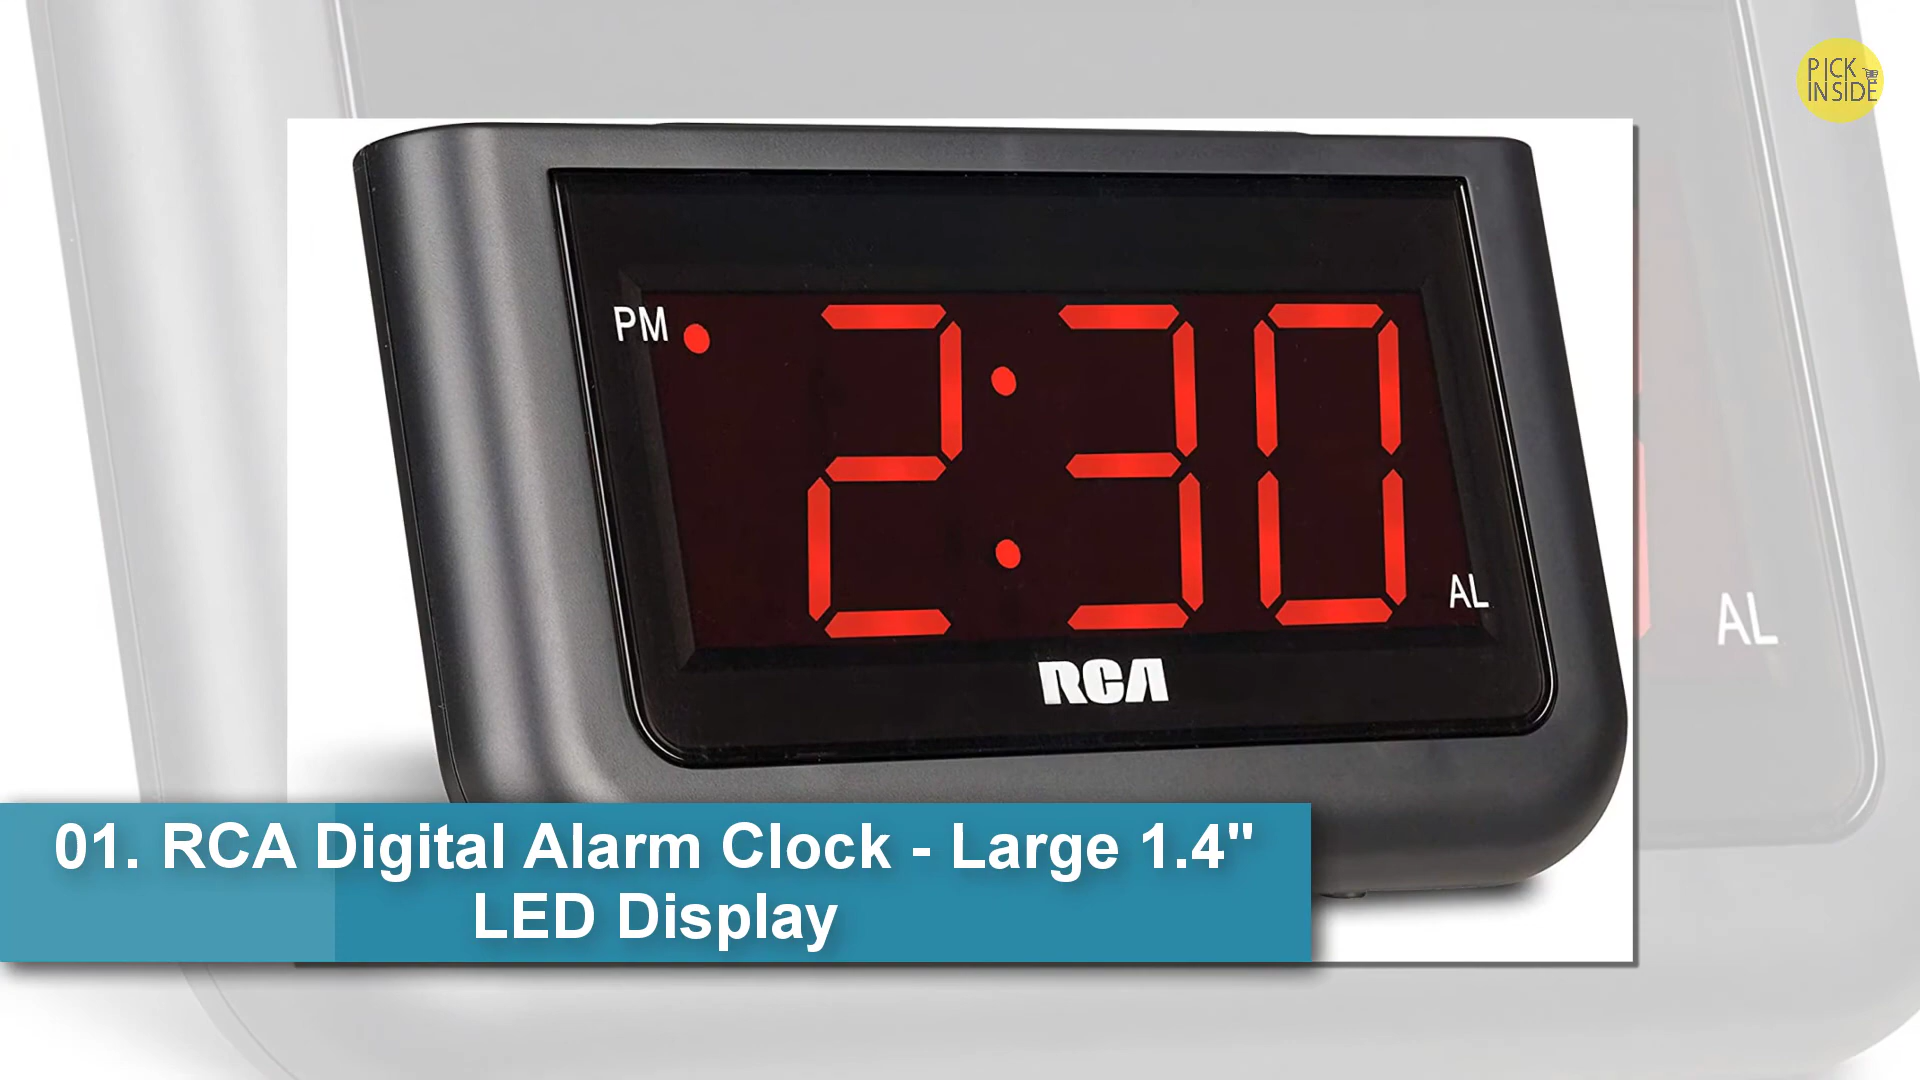 PICK
INSIDE
PM
2:30
AL
RCA
AL
01. RCA Digital Alarm Clock - Large 1.4"
LED Display